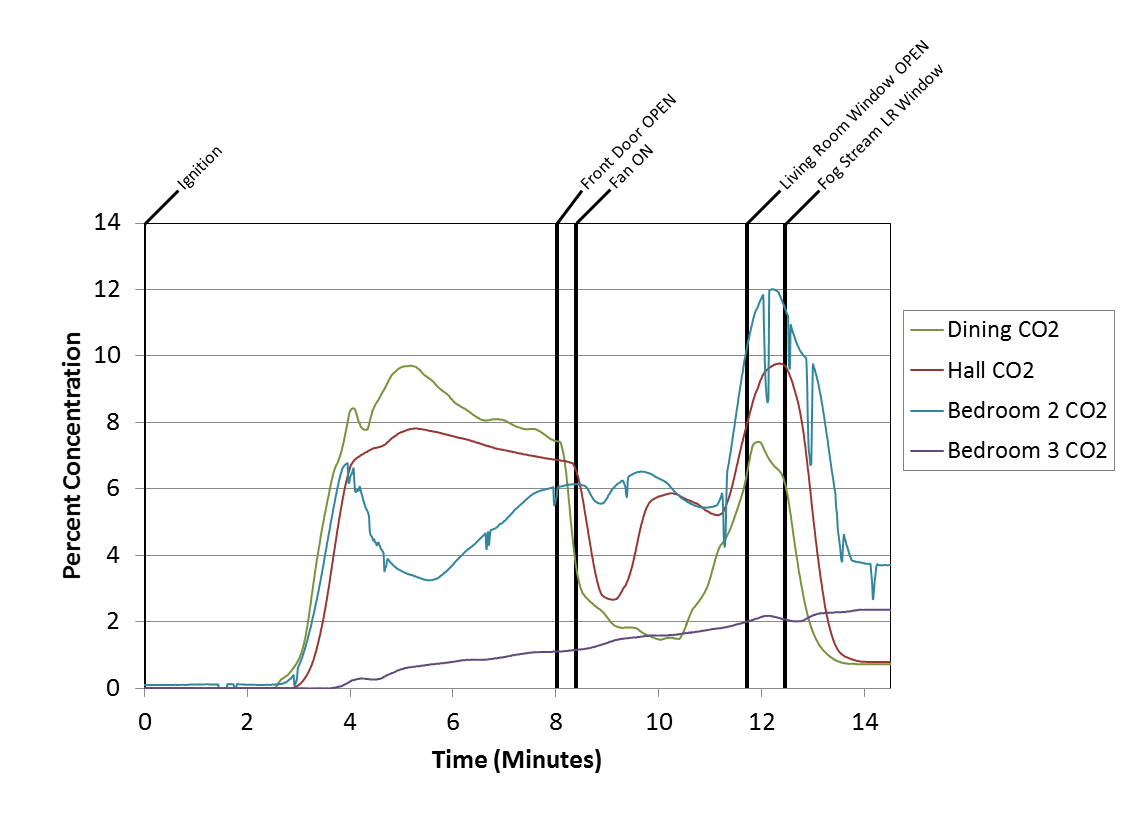 Ignition
Front Door OPEN
Fan ON
Living Room Window OPEN
Fog Stream LR Window
14
12
10
8
6
4
2
0
Percent Concentration
0 2 4 6 8 10 12 14
Time (Minutes)
Dining CO2
Hall CO2
Bedroom 2 CO2
Bedroom 3 CO2